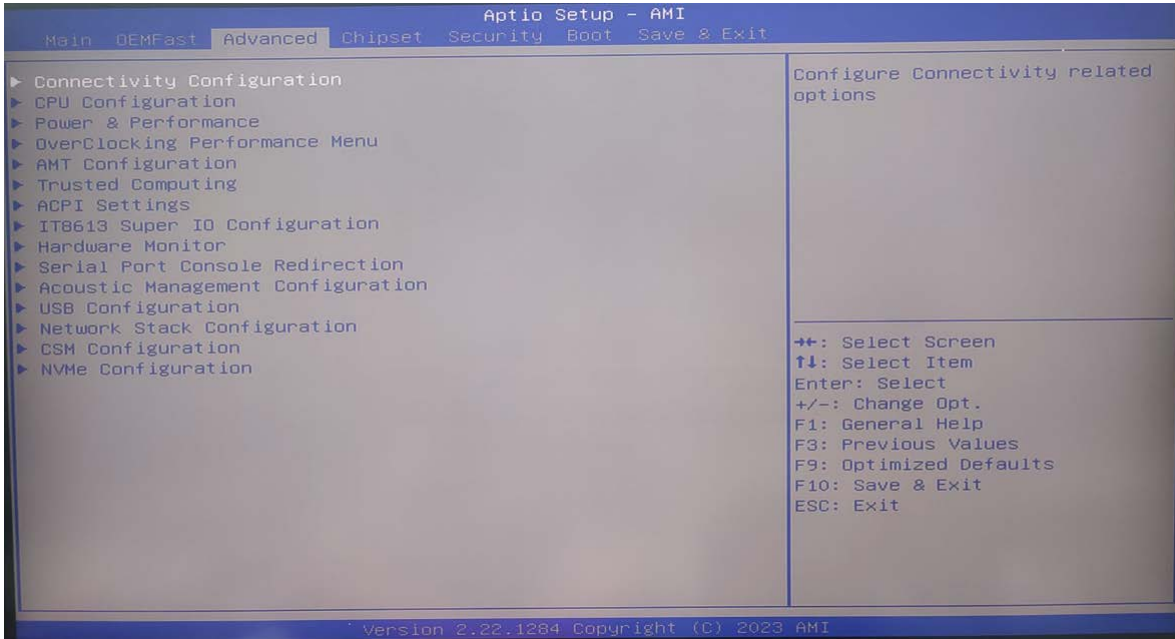 Aptio Setup - AMI
Main OEMFast Advanced Chipset Security Boot Save & Exit
► Connectivity Configuration
► CPU Configuration
► Power & Performance
► OverClocking Performance Menu
► AMT Configuration
► Trusted Computing
► ACPI Settings
► IT8613 Super IO Configuration
► Hardware Monitor
► Serial Port Console Redirection
► Acoustic Management Configuration
► USB Configuration
► Network Stack Configuration
► CSM Configuration
► NVMe Configuration
Configure Connectivity related
options
→←: Select Screen
↑↓: Select Item
Enter: Select
+/-: Change Opt.
F1: General Help
F3: Previous Values
F9: Optimized Defaults
F10: Save & Exit
ESC: Exit
Version 2.22.1284 Copyright (C) 2023 AMI